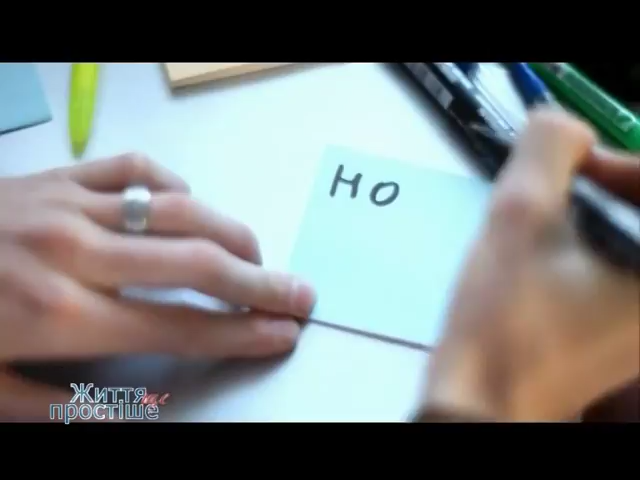 но
Життя
простіше